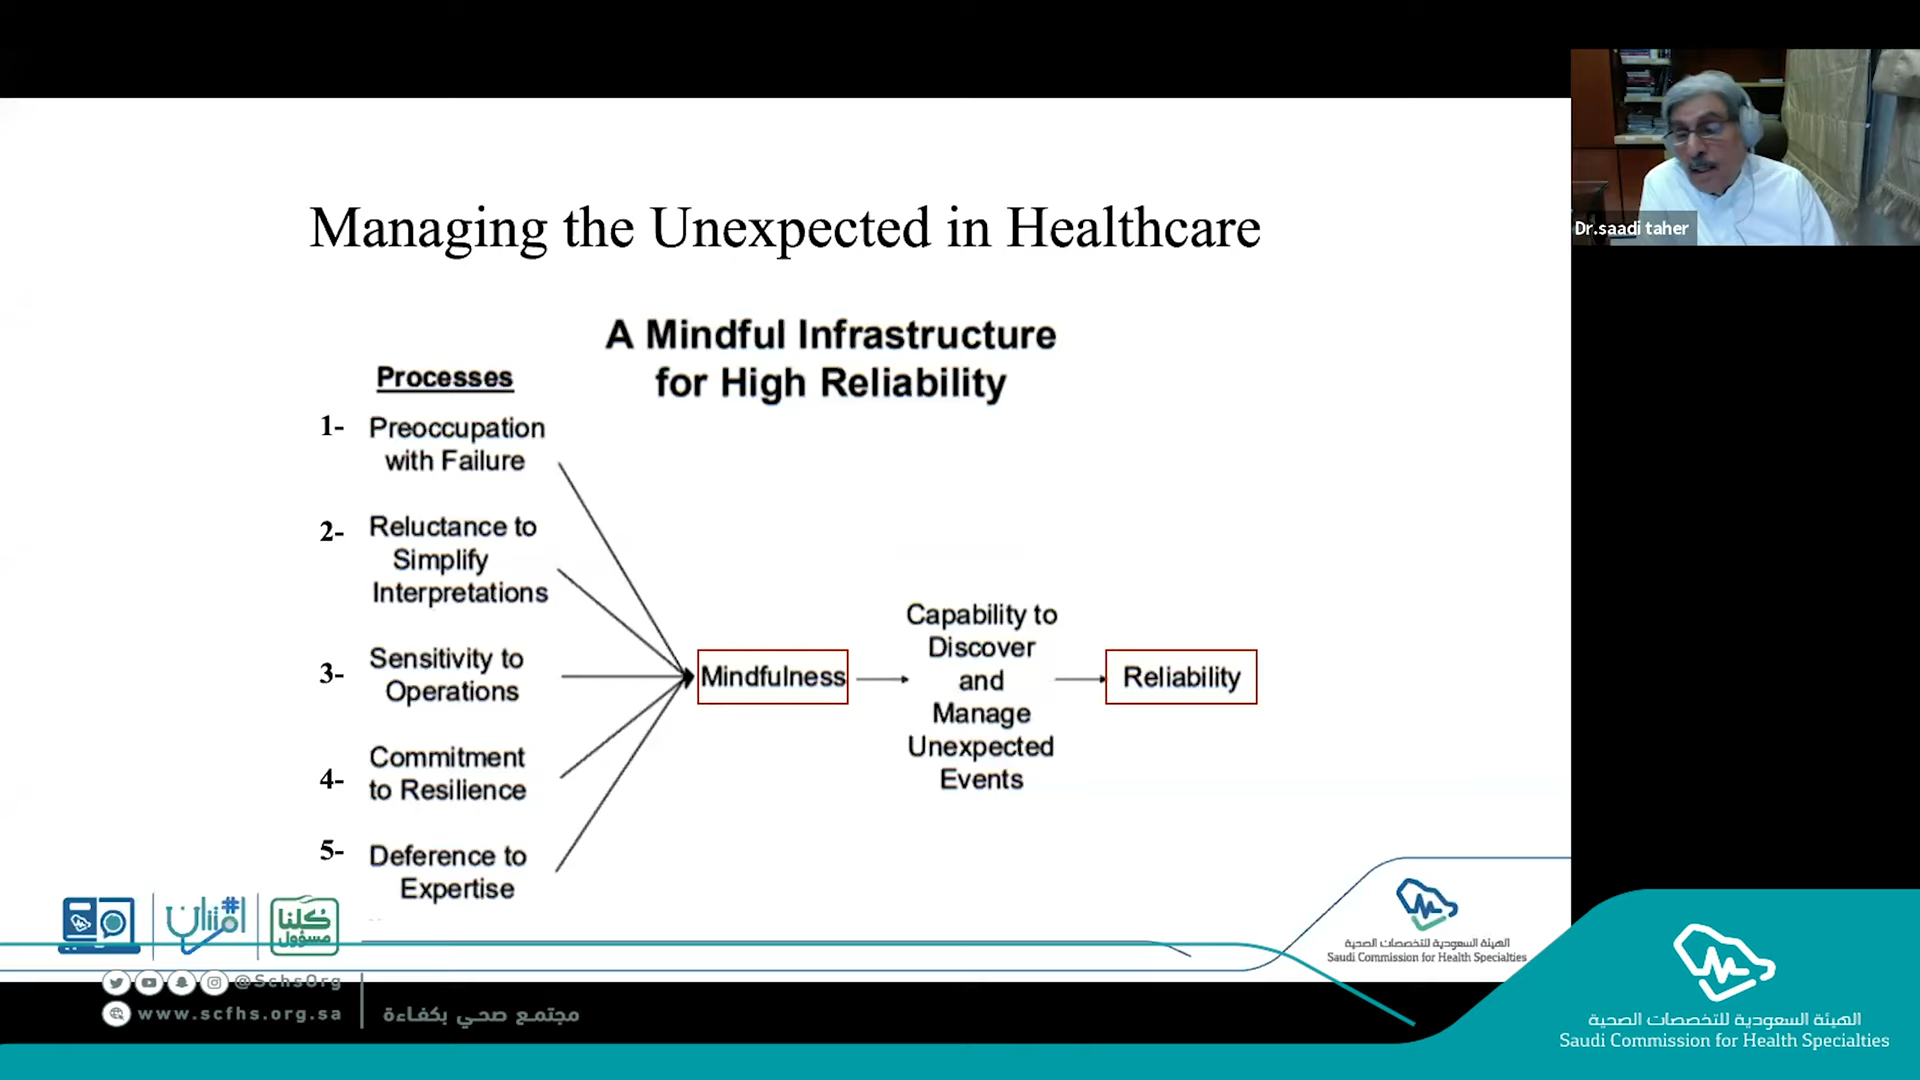 Dr.saadi taher
Managing the Unexpected in Healthcare
A Mindful Infrastructure
for High Reliability
Processes
1- Preoccupation
with Failure
2- Reluctance to
Simplify
Interpretations
3- Sensitivity to
Operations
4- Commitment
to Resilience
5- Deference to
Expertise
Mindfulness
Capability to
Discover
and
Manage
Unexpected
Events
Reliability
#امتنان
كلنا
مسؤول
الهيئة السعودية للتخصصات الصحية
Saudi Commission for Health Specialties
@SchsOrg
www.scfhs.org.sa
مجتمع صحي بكفاءة
الهيئة السعودية للتخصصات الصحية
Saudi Commission for Health Specialties